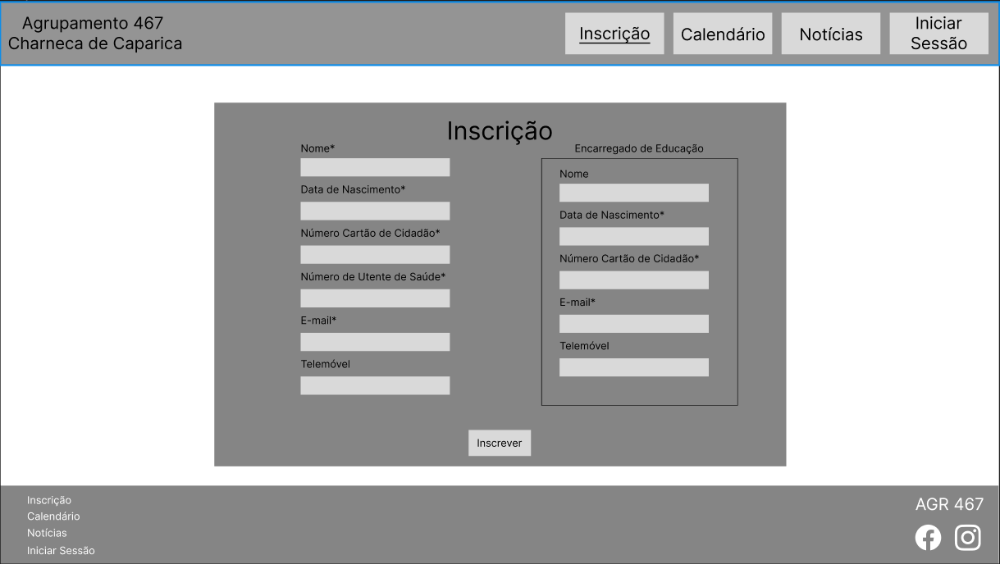 Agrupamento 467
Charneca de Caparica
Inscrição
Calendário
Notícias
Iniciar
Sessão
Inscrição
Nome*
Data de Nascimento*
Número Cartão de Cidadão*
Número de Utente de Saúde*
E-mail*
Telemóvel
Encarregado de Educação
Nome
Data de Nascimento*
Número Cartão de Cidadão*
E-mail*
Telemóvel
Inscrever
Inscrição
Calendário
Notícias
Iniciar Sessão
AGR 467